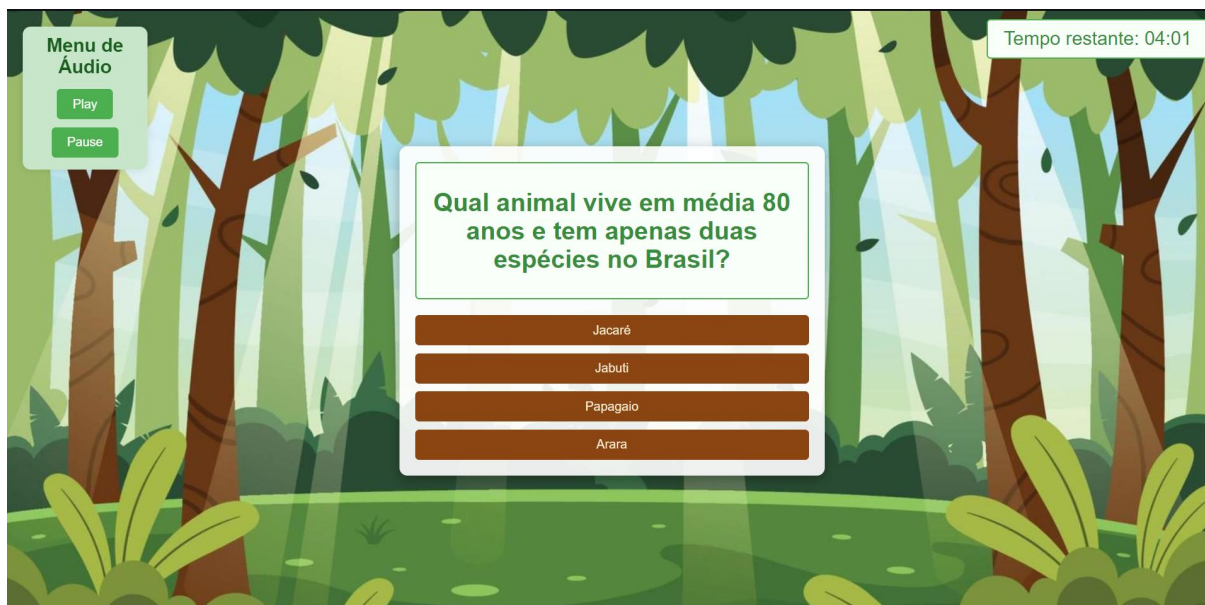 Menu de
Áudio
Play
Pause
Tempo restante: 04:01
Qual animal vive em média 80
anos e tem apenas duas
espécies no Brasil?
Jacaré
Jabuti
Papagaio
Arara